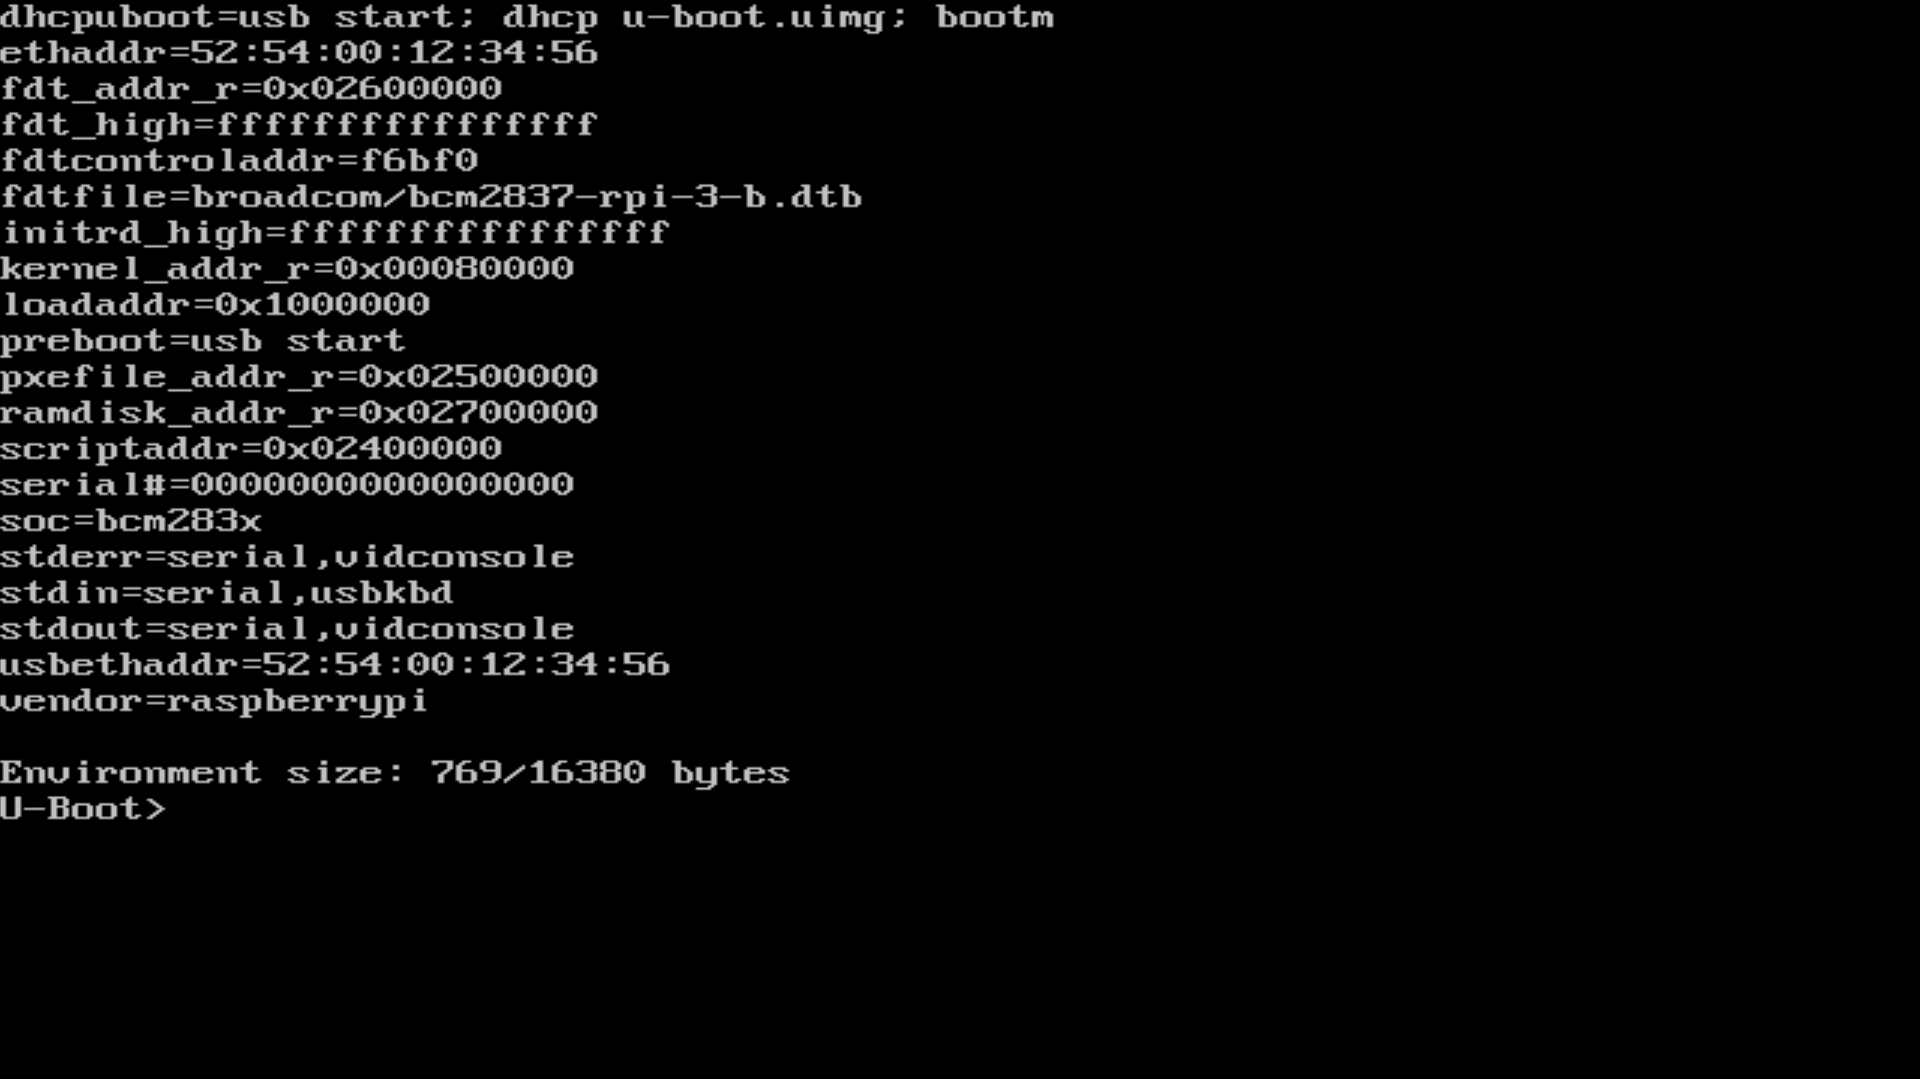 dhcpuboot=usb start; dhcp u-boot.uimg; bootm
ethaddr=52:54:00:12:34:56
fdt_addr_r=0x02600000
fdt_high=ffffffffffffffff
fdtcontroladdr=f6bf0
fdtfile=broadcom/bcm2837-rpi-3-b.dtb
initrd_high=ffffffffffffffff
kernel_addr_r=0x00080000
loadaddr=0x1000000
preboot=usb start
pxefile_addr_r=0x02500000
ramdisk_addr_r=0x02700000
scriptaddr=0x02400000
serial#=0000000000000000
soc=bcm283x
stderr=serial,vidconsole
stdin=serial,usbkbd
stdout=serial,vidconsole
usbethaddr=52:54:00:12:34:56
vendor=raspberrypi
Environment size: 769/16380 bytes
U-Boot>